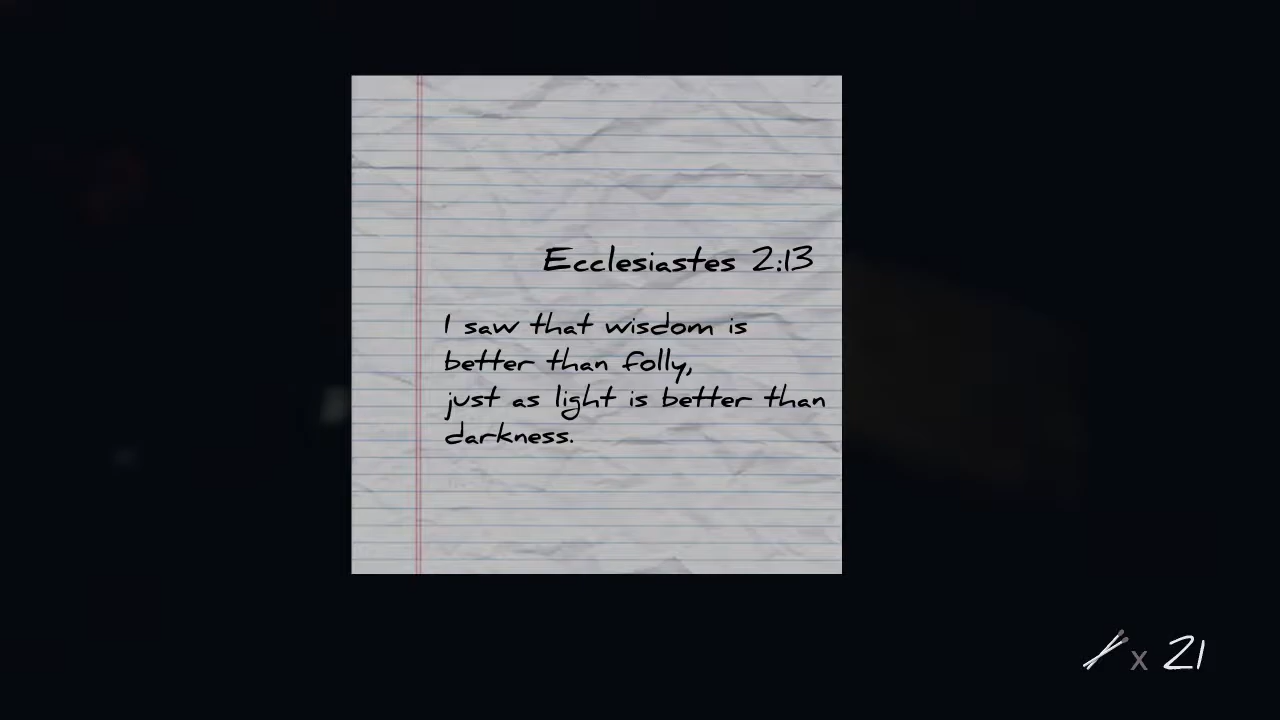 Ecclesiastes 2:13
I saw that wisdom is
better than folly,
just as light is better than
darkness.
x 21